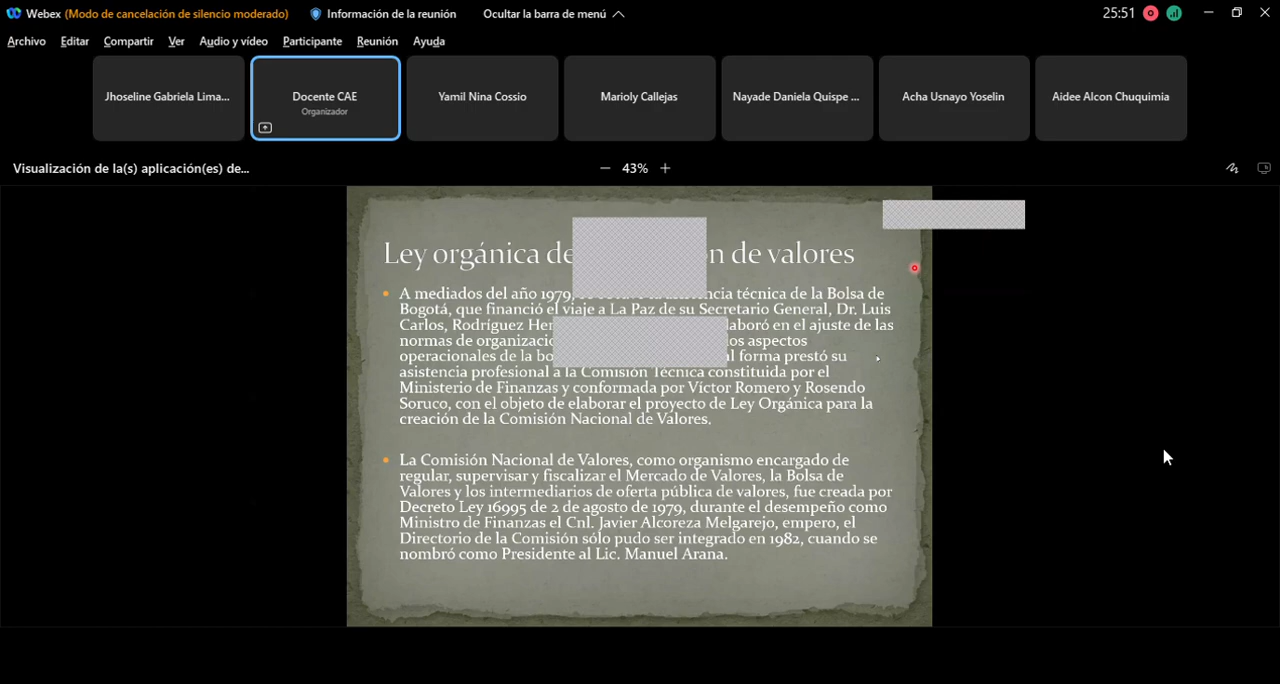 Webex (Modo de cancelación de silencio moderado) Información de la reunión Ocultar la barra de menú 25:51
Archivo Editar Compartir Ver Audio y vídeo Participante Reunión Ayuda
Jhoseline Gabriela Lima... Docente CAE Yamil Nina Cossio Marioly Callejas Nayade Daniela Quispe ... Acha Usnayo Yoselin Aidee Alcon Chuquimia
Organizador
Visualización de la(s) aplicación(es) de... 43%
Ley orgánica de valores
A mediados del año 1979, técnica de la Bolsa de
Bogotá, que financió el viaje a La Paz de su Secretario General, Dr. Luis
Carlos, Rodríguez en el ajuste de las
normas de aspectos
operacionales de la forma prestó su
asistencia profesional a la Comisión Técnica constituida por el
Ministerio de Finanzas y conformada por Víctor Romero y Rosendo
Soruco, con el objeto de elaborar el proyecto de Ley Orgánica para la
creación de la Comisión Nacional de Valores.
La Comisión Nacional de Valores, como organismo encargado de
regular, supervisar y fiscalizar el Mercado de Valores, la Bolsa de
Valores y los intermediarios de oferta pública de valores, fue creada por
Decreto Ley 16995 de 2 de agosto de 1979, durante el desempeño como
Ministro de Finanzas el Cnl. Javier Alcoreza Melgarejo, empero, el
Directorio de la Comisión sólo pudo ser integrado en 1982, cuando se
nombró como Presidente al Lic. Manuel Arana.